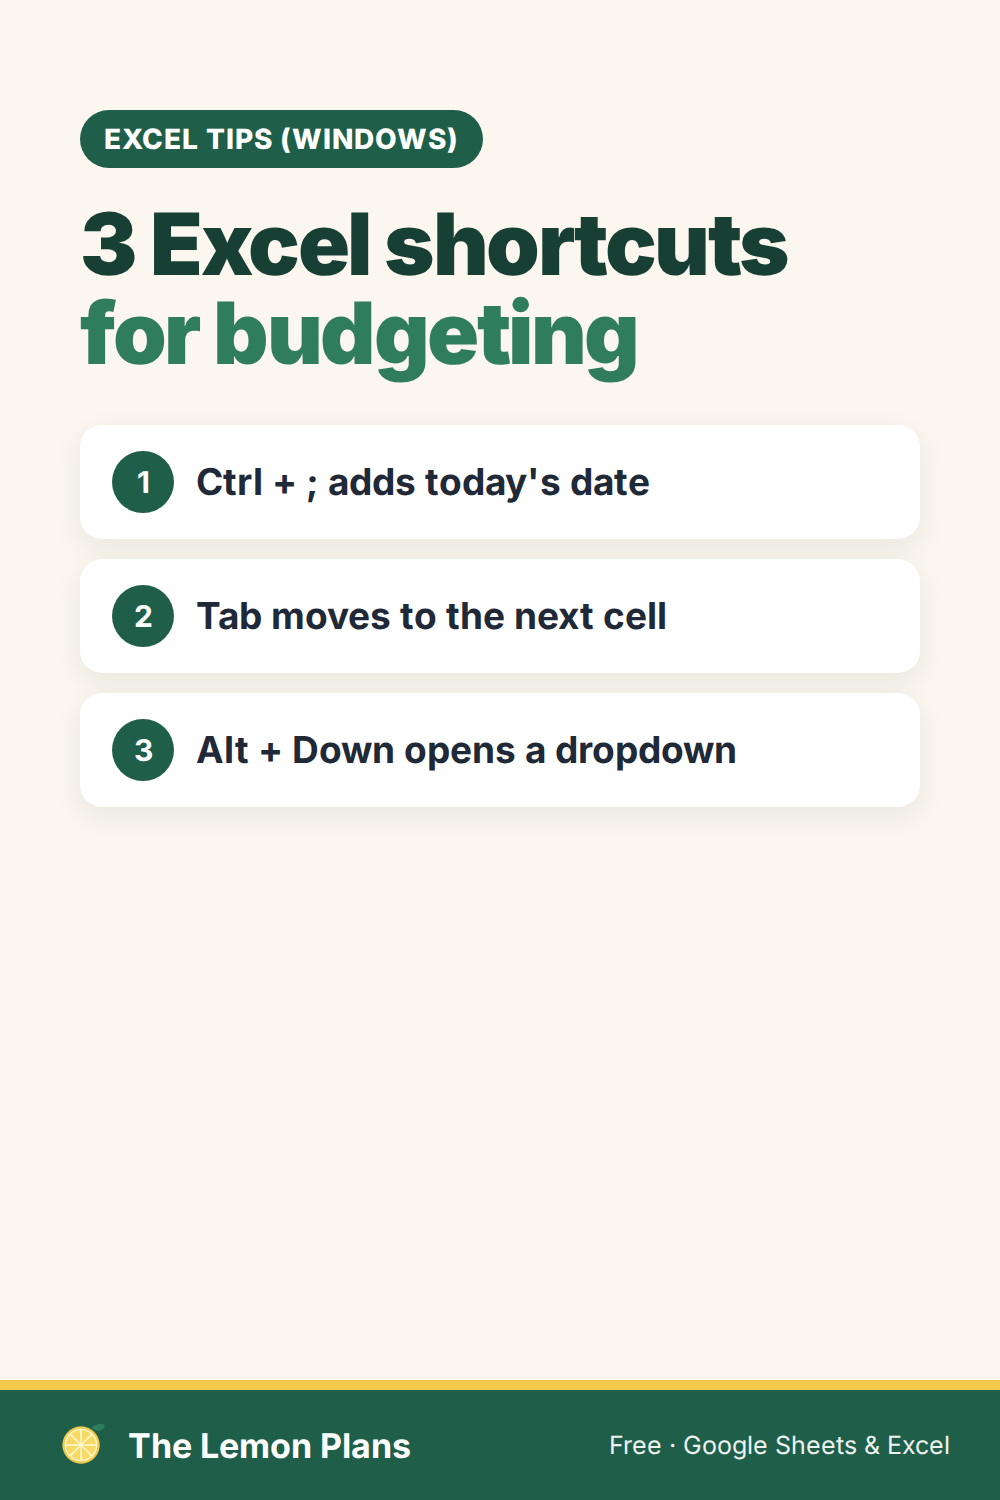 EXCEL TIPS (WINDOWS)
3 Excel shortcuts
for budgeting
1 Ctrl + ; adds today's date
2 Tab moves to the next cell
3 Alt + Down opens a dropdown
The Lemon Plans
Free · Google Sheets & Excel